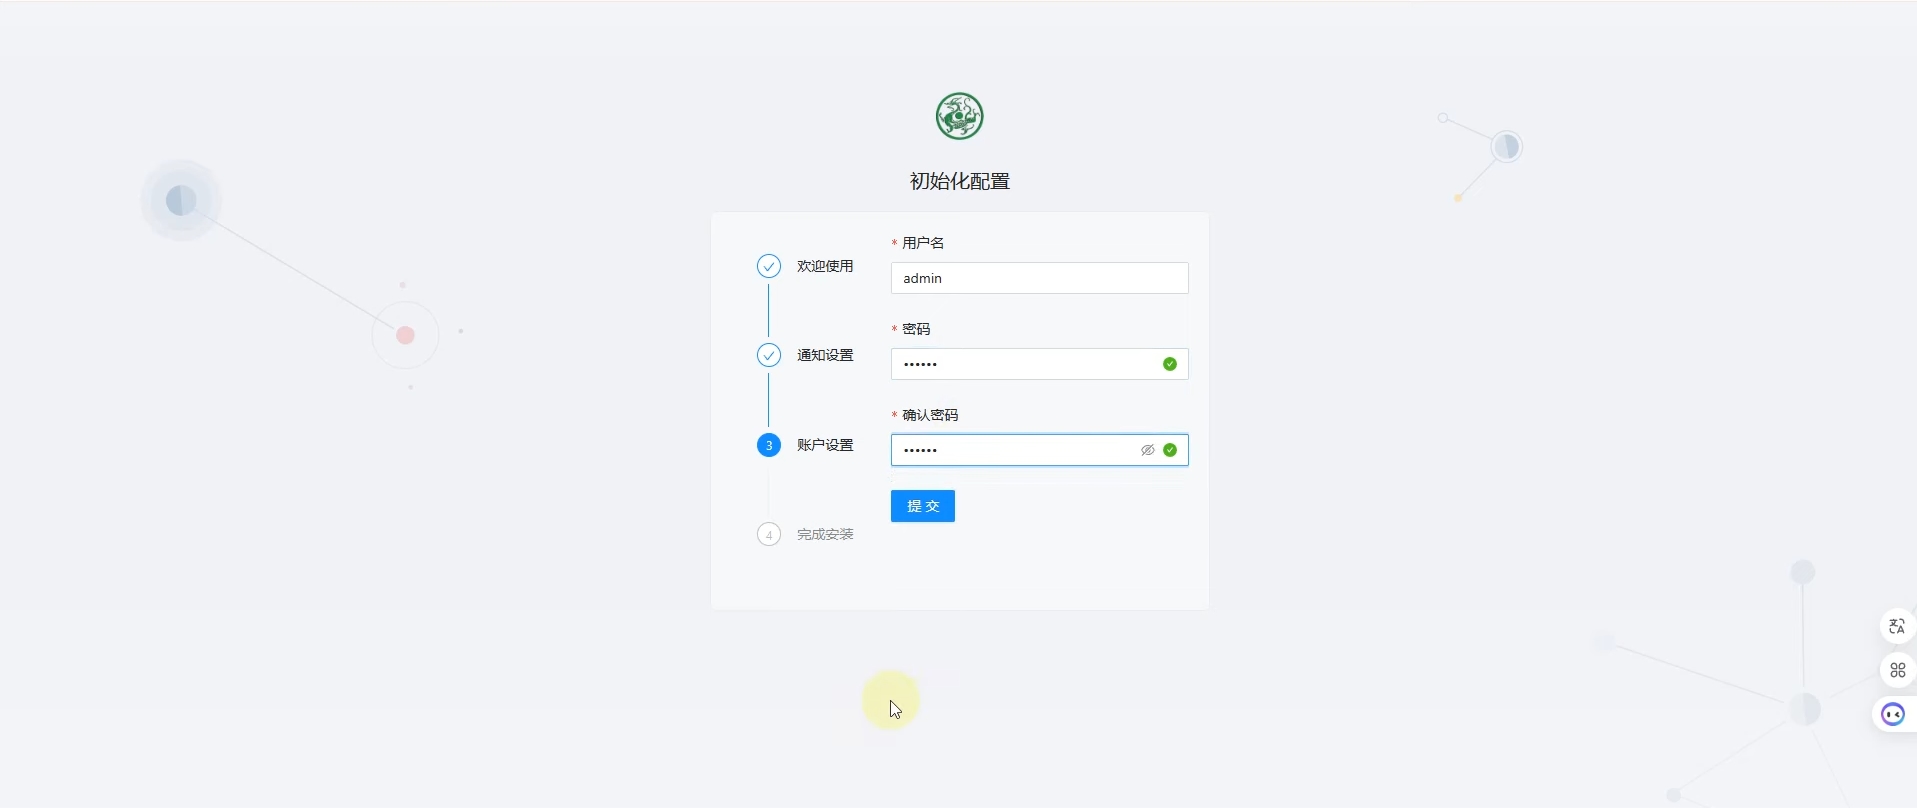 初始化配置
* 用户名
欢迎使用
admin
* 密码
通知设置
••••••
* 确认密码
3 账户设置
••••••
提 交
4 完成安装